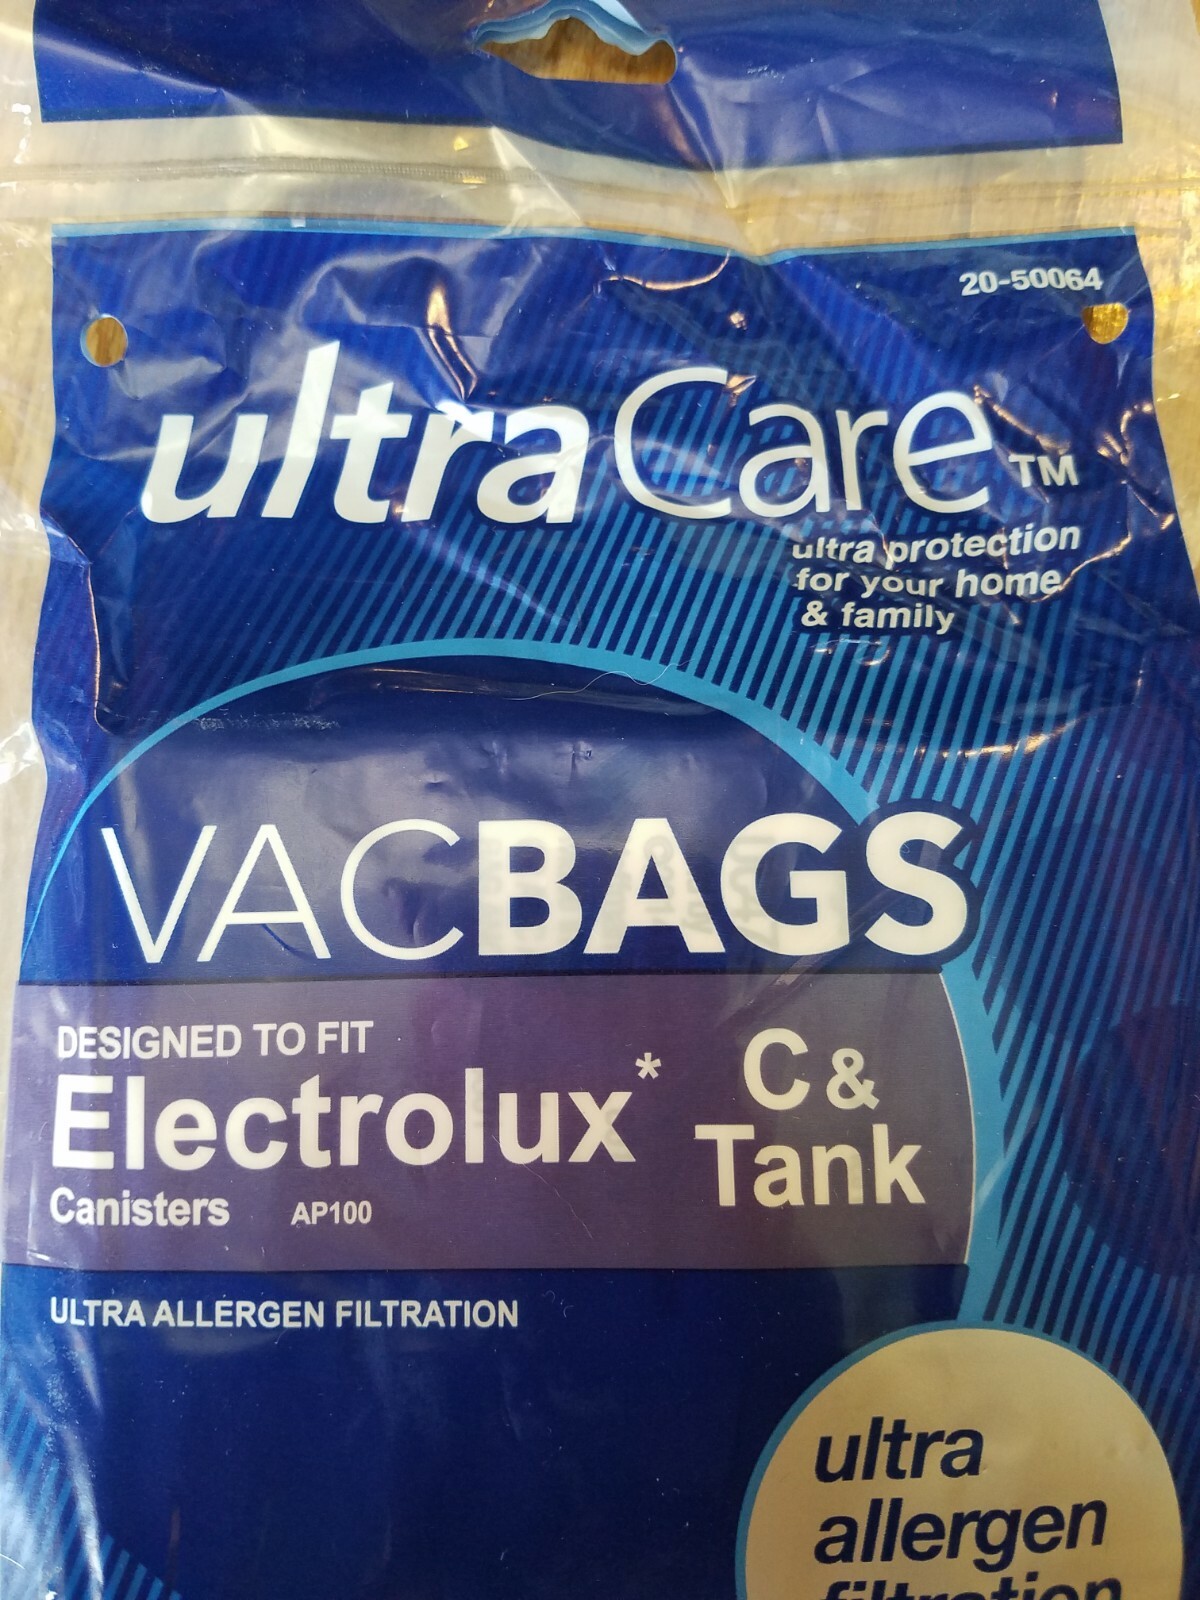 20-50064
ultraCare™
ultra protection
for your home
& family
VACBAGS
DESIGNED TO FIT
Electrolux*
C &
Tank
Canisters AP100
ULTRA ALLERGEN FILTRATION
ultra
allergen
filtration